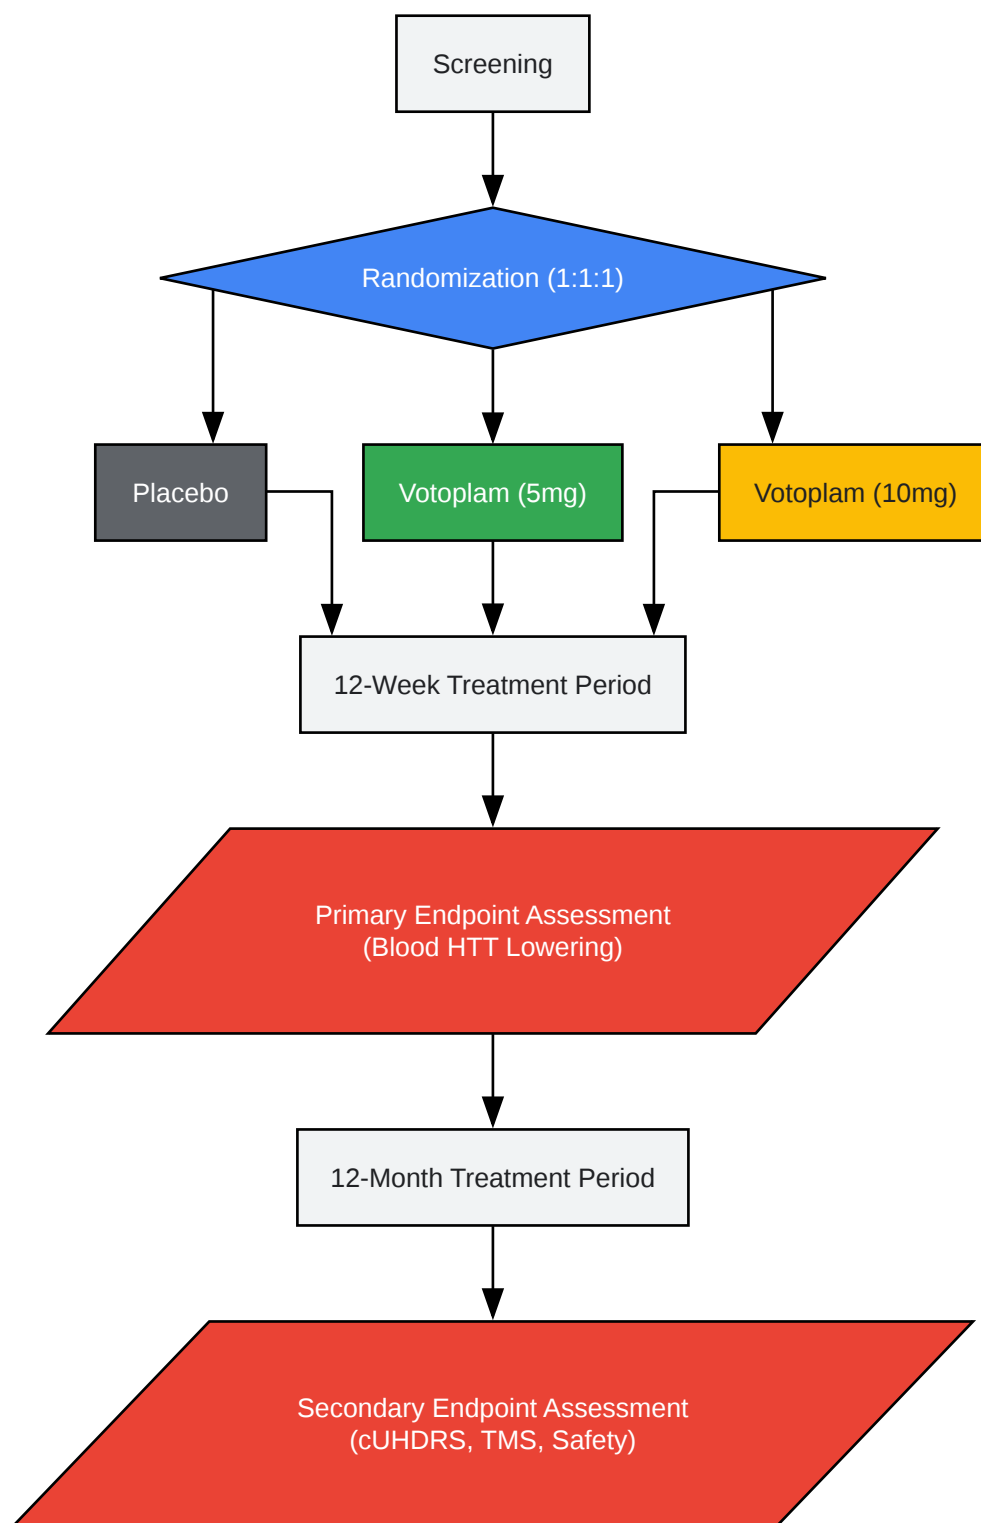 Screening
Randomization (1:1:1)
Placebo
Votoplam (5mg)
Votoplam (10mg)
12-Week Treatment Period
Primary Endpoint Assessment
(Blood HTT Lowering)
12-Month Treatment Period
Secondary Endpoint Assessment
(cUHDRS, TMS, Safety)